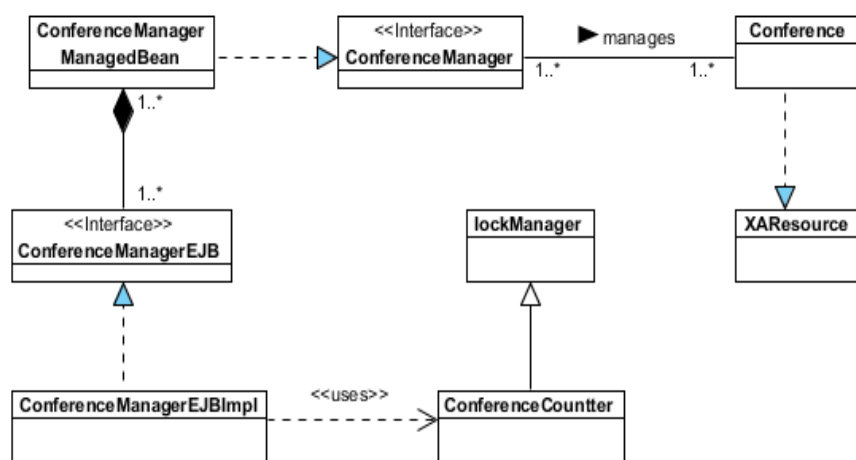 ConferenceManager
ManagedBean
<<Interface>>
ConferenceManager
manages
Conference
1..*
1..*
1..*
1..*
<<Interface>>
ConferenceManagerEJB
lockManager
XAResource
ConferenceManagerEJBImpl
<<uses>>
ConferenceCountter